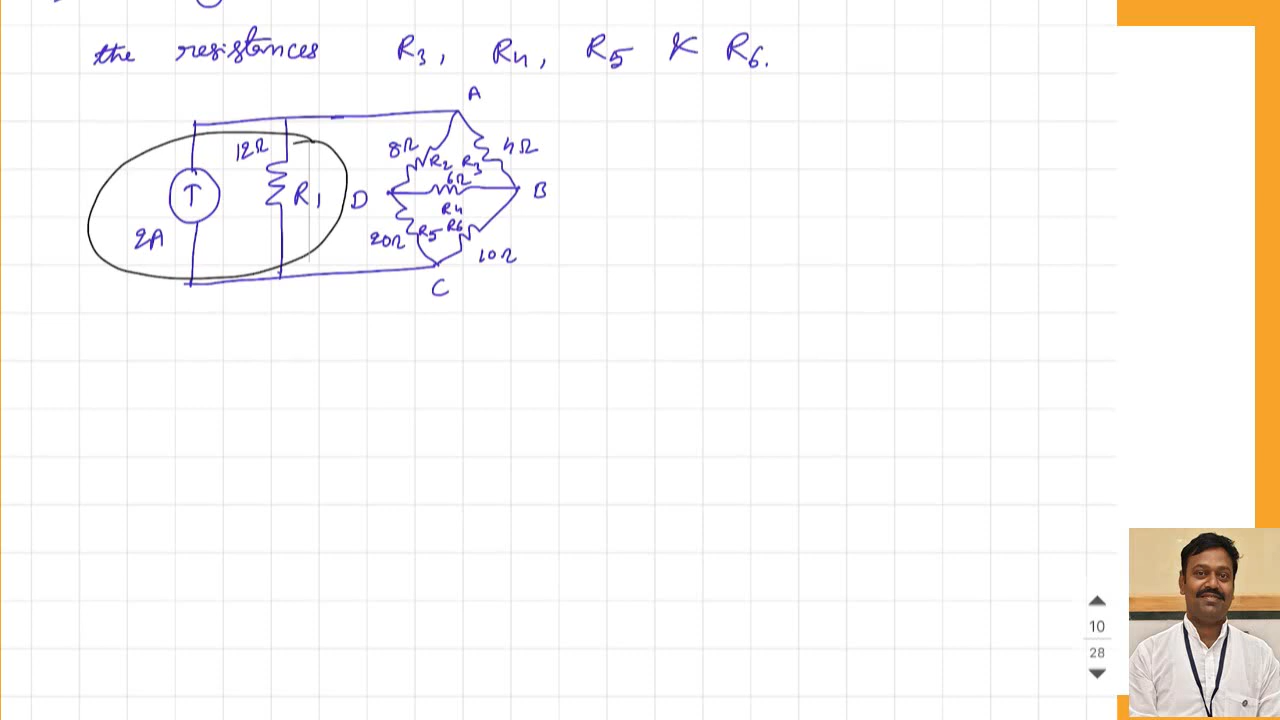 the resistances R3, R4, R5 & R6.
A
12Ω 8Ω 4Ω
R2 R3
6Ω
R1 D B
R4
2A 20Ω R5 R6
10Ω
C
10
28